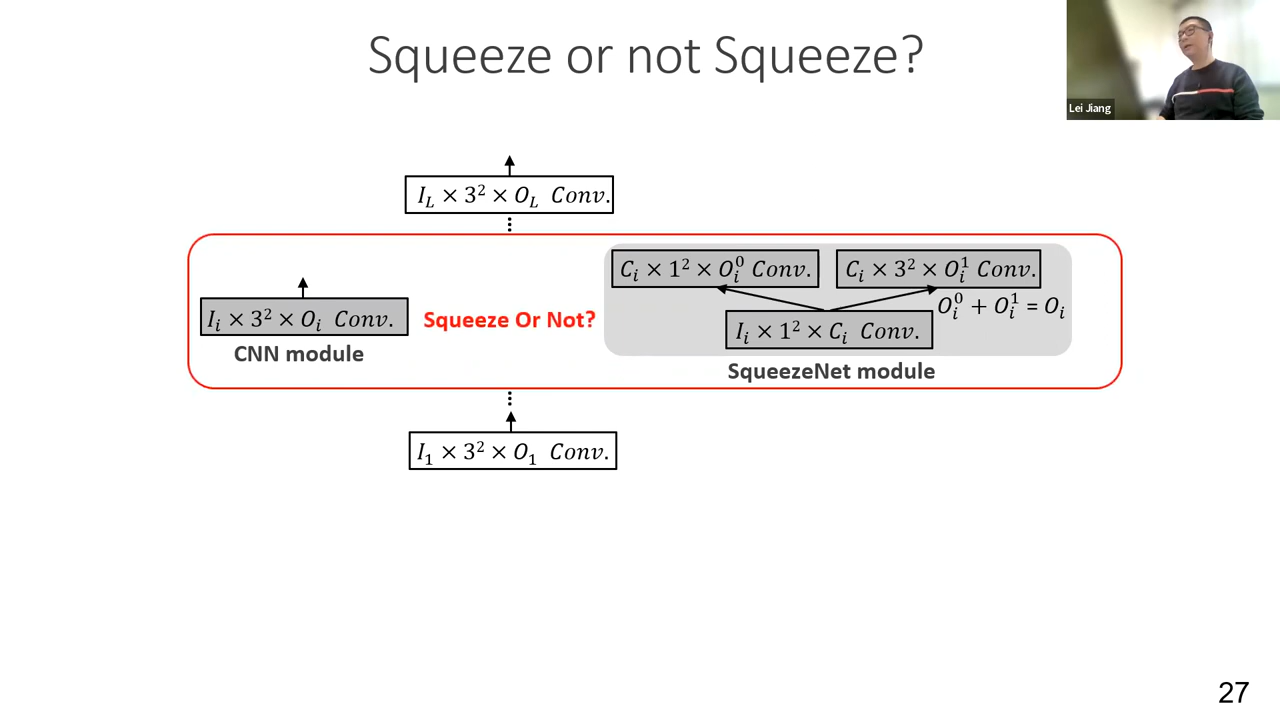 Squeeze or not Squeeze?
Lei Jiang
I_L × 3² × O_L Conv.
C_i × 1² × O_i^0 Conv.
C_i × 3² × O_i^1 Conv.
O_i^0 + O_i^1 = O_i
I_i × 3² × O_i Conv.
Squeeze Or Not?
I_i × 1² × C_i Conv.
CNN module
SqueezeNet module
I_1 × 3² × O_1 Conv.
27